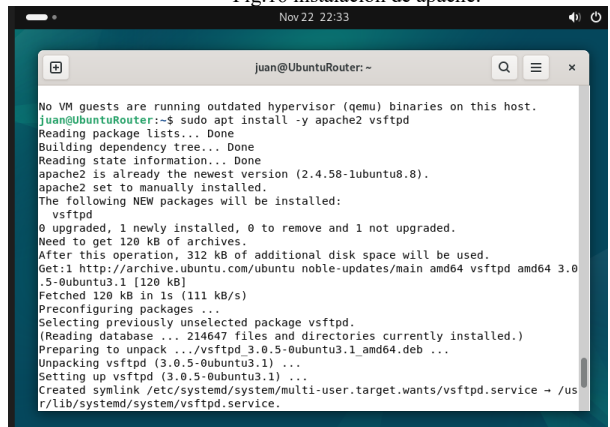 Fig.16 instalación de apache.
Nov 22 22:33
juan@UbuntuRouter: ~
No VM guests are running outdated hypervisor (qemu) binaries on this host.
juan@UbuntuRouter:~$ sudo apt install -y apache2 vsftpd
Reading package lists... Done
Building dependency tree... Done
Reading state information... Done
apache2 is already the newest version (2.4.58-1ubuntu8.8).
apache2 set to manually installed.
The following NEW packages will be installed:
  vsftpd
0 upgraded, 1 newly installed, 0 to remove and 1 not upgraded.
Need to get 120 kB of archives.
After this operation, 312 kB of additional disk space will be used.
Get:1 http://archive.ubuntu.com/ubuntu noble-updates/main amd64 vsftpd amd64 3.0
.5-0ubuntu3.1 [120 kB]
Fetched 120 kB in 1s (111 kB/s)
Preconfiguring packages ...
Selecting previously unselected package vsftpd.
(Reading database ... 214647 files and directories currently installed.)
Preparing to unpack .../vsftpd_3.0.5-0ubuntu3.1_amd64.deb ...
Unpacking vsftpd (3.0.5-0ubuntu3.1) ...
Setting up vsftpd (3.0.5-0ubuntu3.1) ...
Created symlink /etc/systemd/system/multi-user.target.wants/vsftpd.service → /us
r/lib/systemd/system/vsftpd.service.